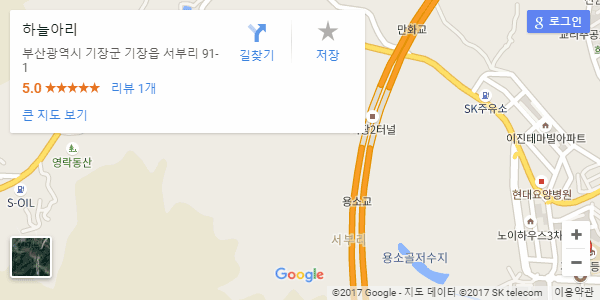 하늘아리
부산광역시 기장군 기장읍 서부리 91-
1
5.0 ★★★★★ 리뷰 1개
큰 지도 보기
길찾기
저장
만화교
로그인
SK주유소
2터널
이진테마빌아파트
영락동산
S-OIL
현대요양병원
용소교
노이하우스3차
서부리
용소골저수지
+
−
Google
©2017 Google - 지도 데이터 ©2017 SK telecom 이용약관